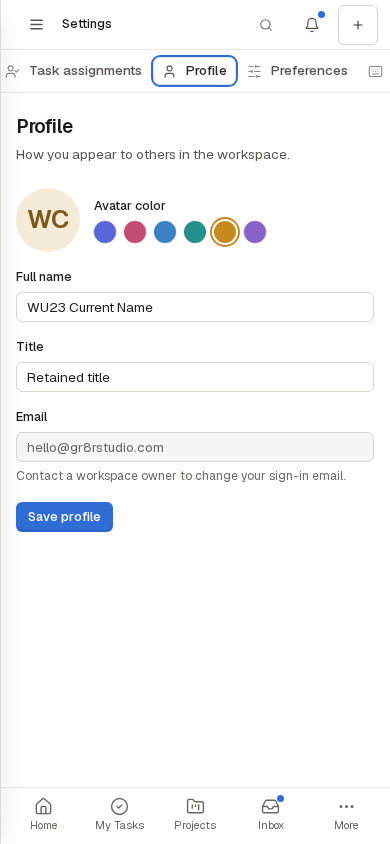 Settings
Task assignments
Profile
Preferences
Profile
How you appear to others in the workspace.
WC
Avatar color
Full name
WU23 Current Name
Title
Retained title
Email
hello@gr8rstudio.com
Contact a workspace owner to change your sign-in email.
Save profile
Home
My Tasks
Projects
Inbox
More